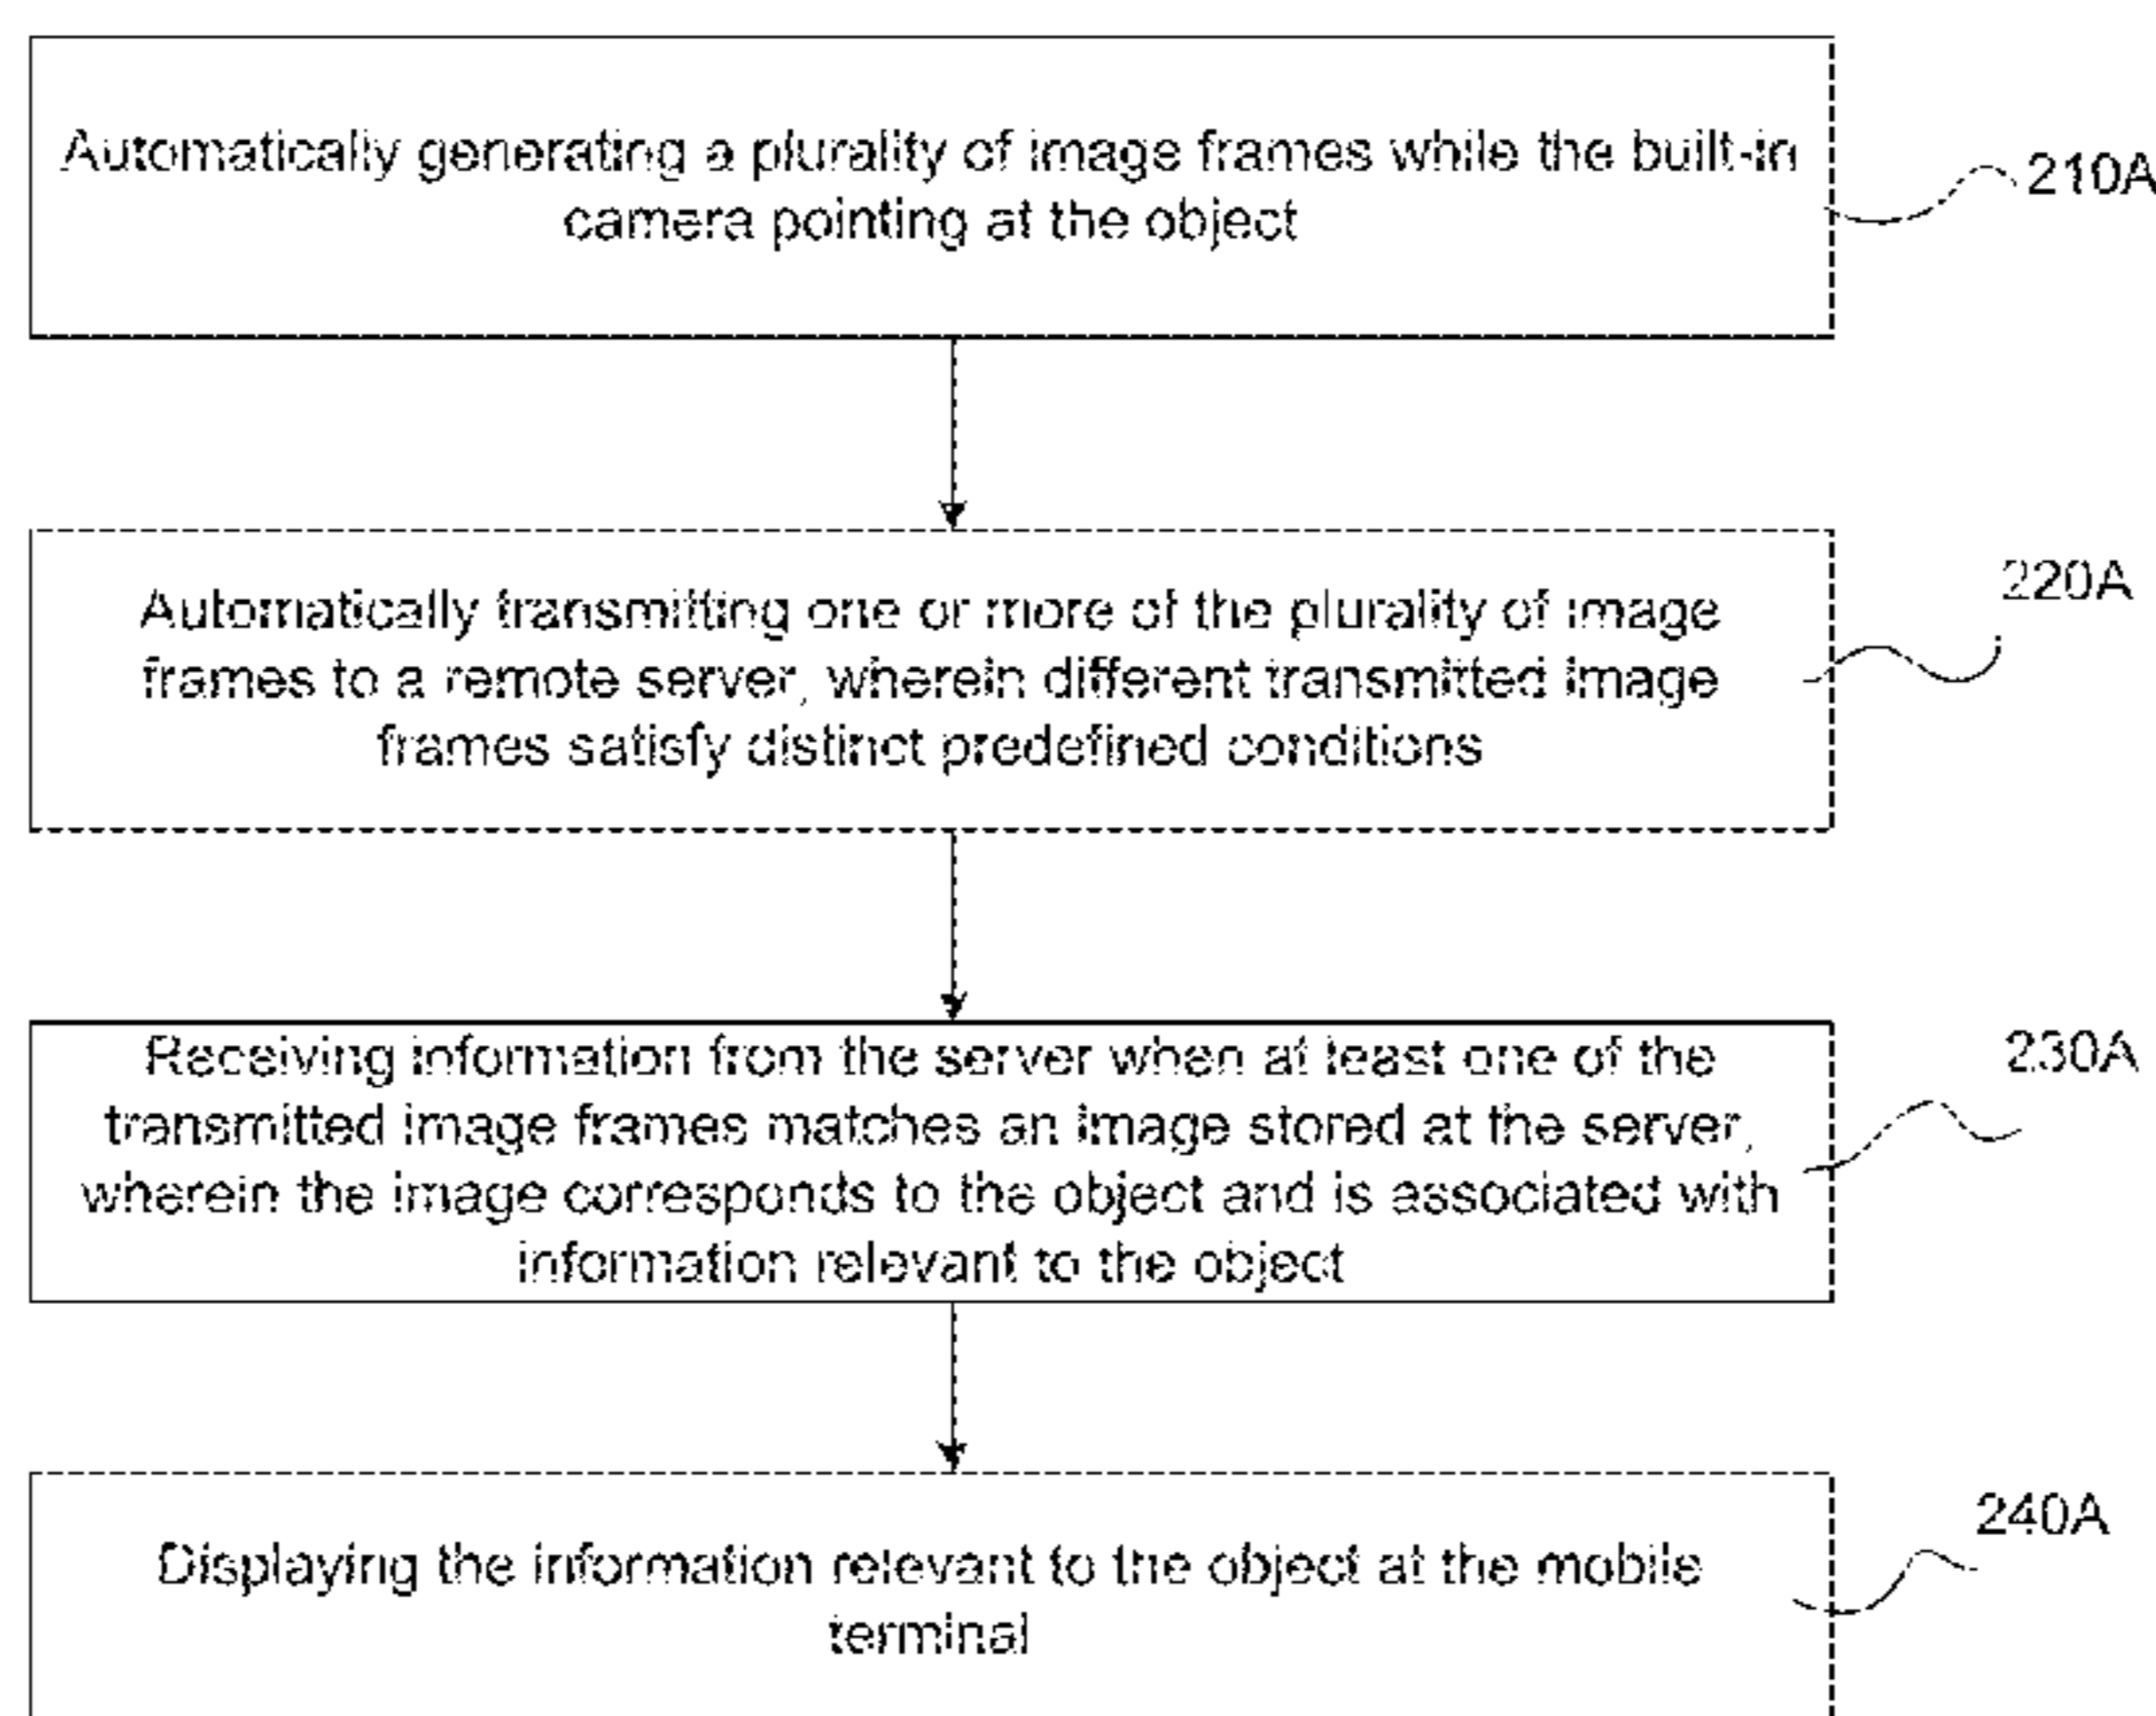 Automatically generating a plurality of image frames while the built-in
camera pointing at the object
210A
Automatically transmitting one or more of the plurality of image
frames to a remote server, wherein different transmitted image
frames satisfy distinct predefined conditions
220A
Receiving information from the server when at least one of the
transmitted image frames matches an image stored at the server,
wherein the image corresponds to the object and is associated with
information relevant to the object
230A
Displaying the information relevant to the object at the mobile
terminal
240A